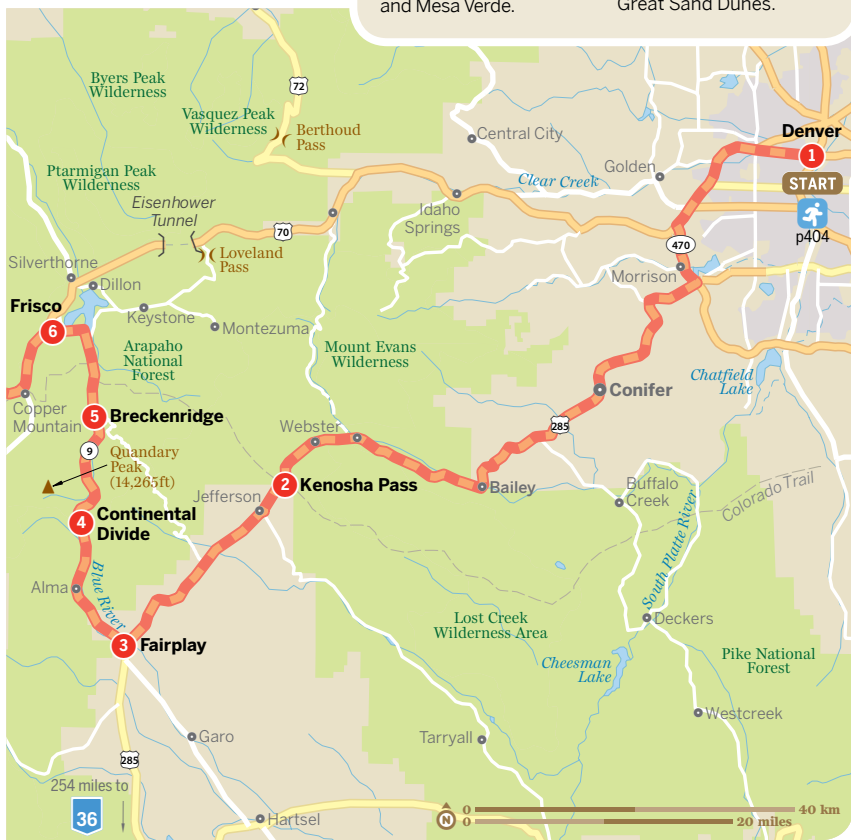 and Mesa Verde.
Great Sand Dunes.
Byers Peak
Wilderness
72
Vasquez Peak
Wilderness
Berthoud
Pass
Central City
Denver
1
START
p404
Golden
Clear Creek
Ptarmigan Peak
Wilderness
Eisenhower
Tunnel
Idaho
Springs
70
470
Loveland
Pass
Morrison
Silverthorne
Dillon
Frisco
6
Keystone
Montezuma
Arapaho
National
Forest
Mount Evans
Wilderness
Chatfield
Lake
Conifer
Copper
Mountain
5
Breckenridge
285
Webster
9
Quandary
Peak
(14,265ft)
2
Kenosha Pass
Bailey
Buffalo
Creek
Colorado Trail
Jefferson
4
Continental
Divide
South Platte River
Alma
Blue River
Lost Creek
Wilderness Area
Deckers
3
Fairplay
Cheesman
Lake
Pike National
Forest
Westcreek
Garo
Tarryall
285
254 miles to
36
Hartsel
N
0
40 km
0
20 miles